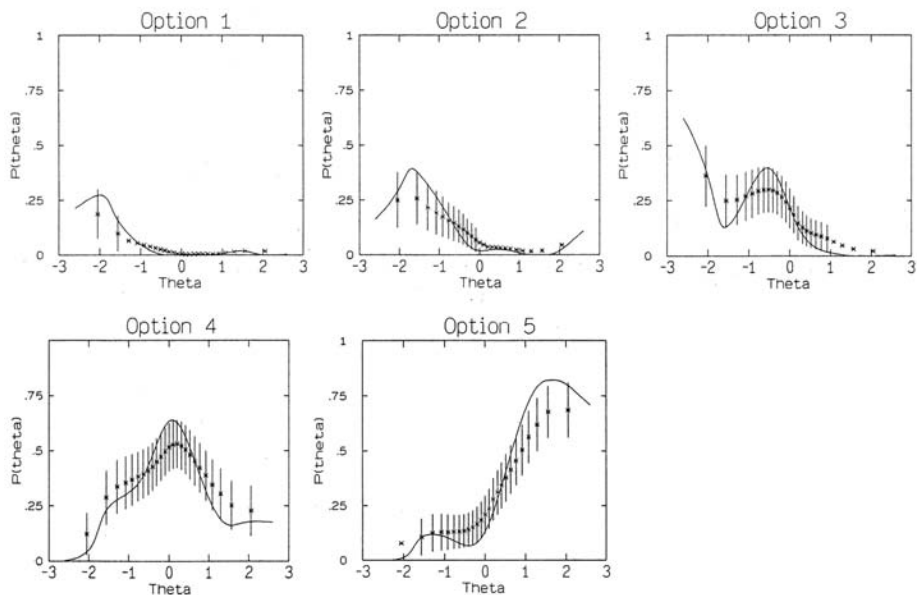 Option 1
1
.75
.5
.25
0
P(theta)
-3 -2 -1 0 1 2 3
Theta
Option 2
1
.75
.5
.25
0
P(theta)
-3 -2 -1 0 1 2 3
Theta
Option 3
1
.75
.5
.25
0
P(theta)
-3 -2 -1 0 1 2 3
Theta
Option 4
.75
.5
.25
0
P(theta)
-3 -2 -1 0 1 2 3
Theta
Option 5
1
.75
.5
.25
0
P(theta)
-3 -2 -1 0 1 2 3
Theta